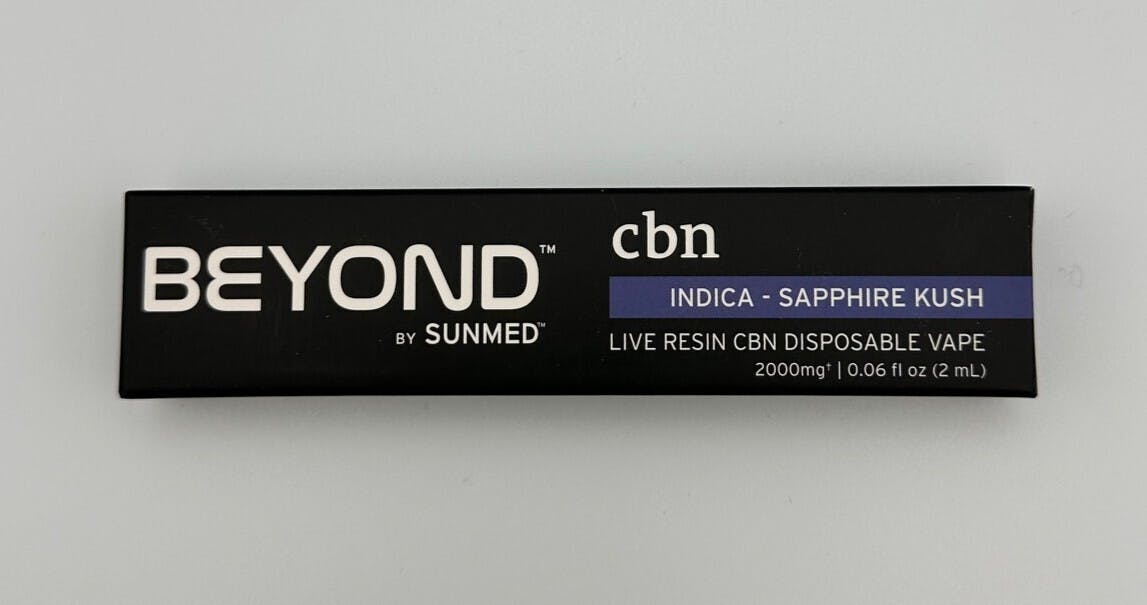 BEYOND™
BY SUNMED™
cbn
INDICA - SAPPHIRE KUSH
LIVE RESIN CBN DISPOSABLE VAPE
2000mg† | 0.06 fl oz (2 mL)